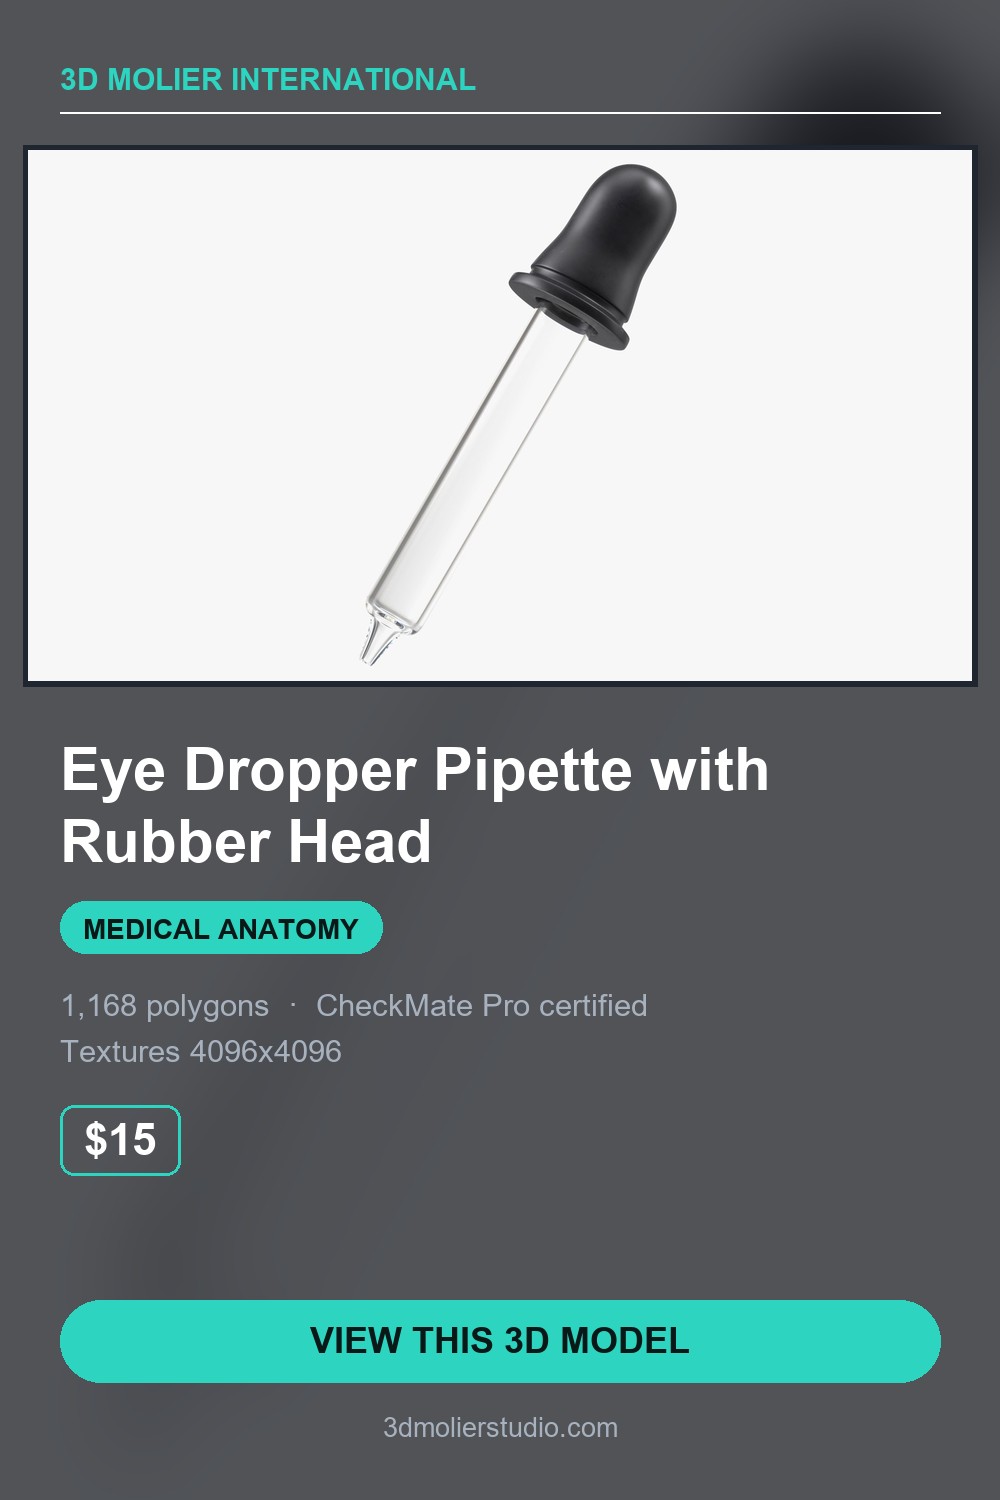 3D MOLIER INTERNATIONAL
Eye Dropper Pipette with
Rubber Head
MEDICAL ANATOMY
1,168 polygons · CheckMate Pro certified
Textures 4096x4096
$15
VIEW THIS 3D MODEL
3dmolierstudio.com